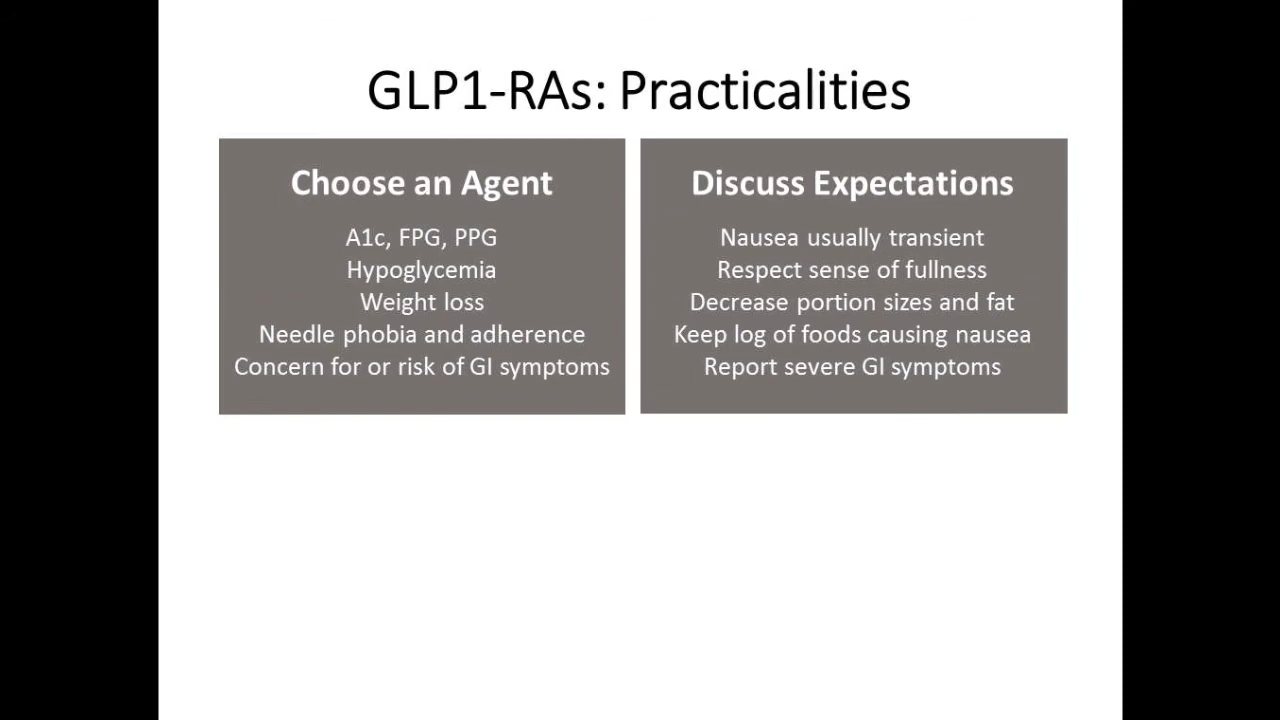 GLP1-RAs: Practicalities
Choose an Agent
A1c, FPG, PPG
Hypoglycemia
Weight loss
Needle phobia and adherence
Concern for or risk of GI symptoms
Discuss Expectations
Nausea usually transient
Respect sense of fullness
Decrease portion sizes and fat
Keep log of foods causing nausea
Report severe GI symptoms